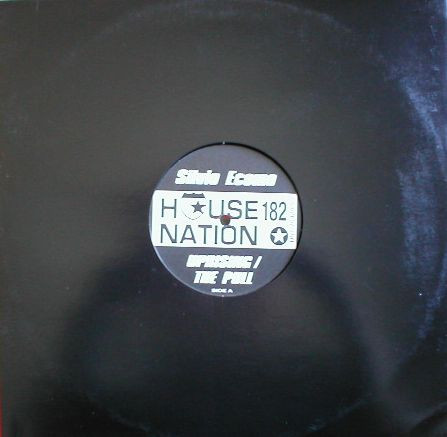 Silvio Ecomo
HOUSE 182
NATION
UPRISING /
THE PULL
SIDE A